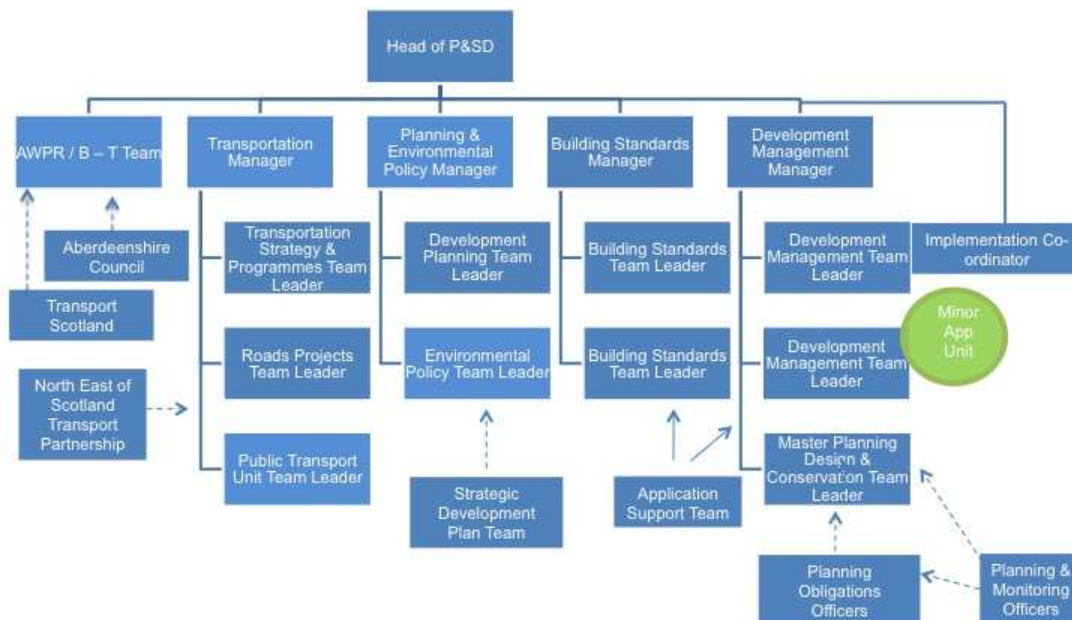 Head of P&SD
AWPR / B – T Team
Transportation
Manager
Planning &
Environmental
Policy Manager
Building Standards
Manager
Development
Management
Manager
Aberdeenshire
Council
Transport
Scotland
North East of
Scotland
Transport
Partnership
Transportation
Strategy &
Programmes Team
Leader
Roads Projects
Team Leader
Public Transport
Unit Team Leader
Development
Planning Team
Leader
Environmental
Policy Team Leader
Strategic
Development
Plan Team
Building Standards
Team Leader
Building Standards
Team Leader
Application
Support Team
Development
Management Team
Leader
Development
Management Team
Leader
Master Planning
Design &
Conservation Team
Leader
Implementation Co-
ordinator
Minor
App
Unit
Planning
Obligations
Officers
Planning &
Monitoring
Officers